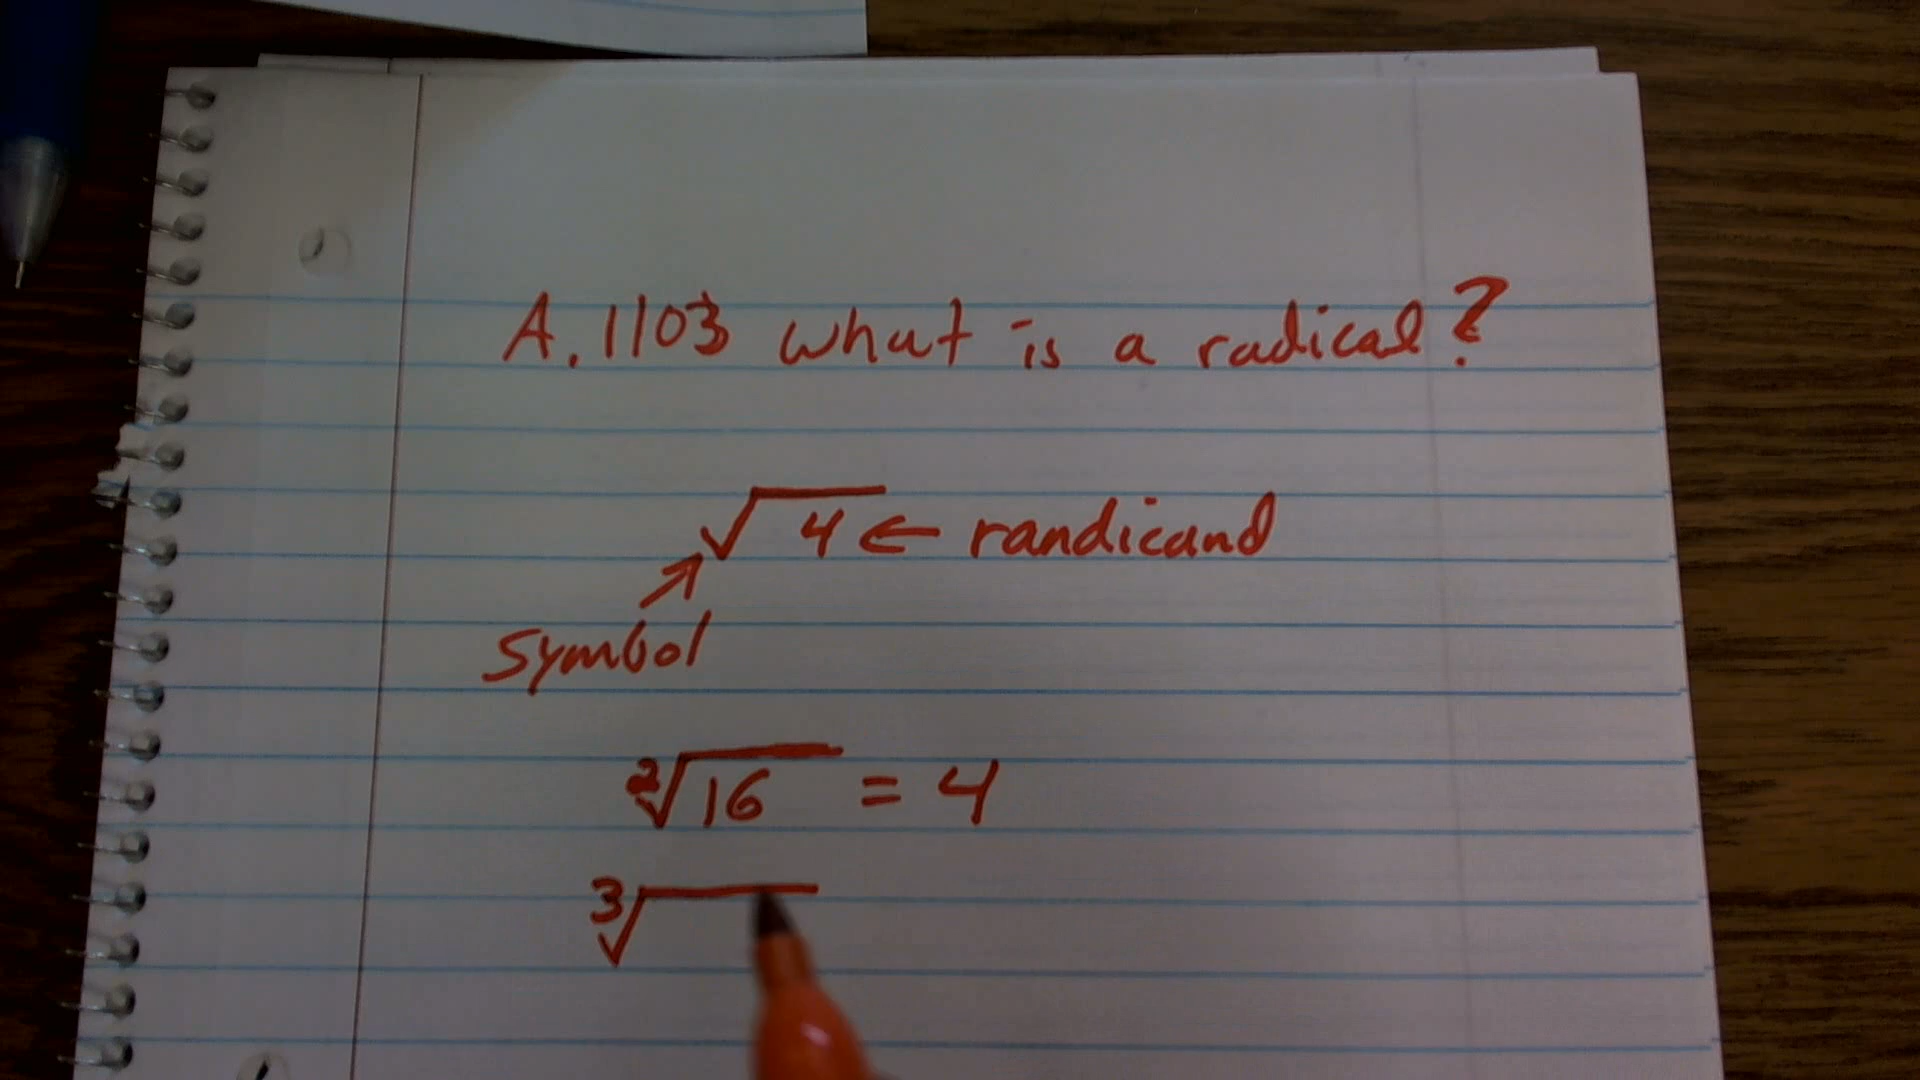 A. 1103 what is a radical?
√4 ← randicand
symbol
²√16 = 4
³√